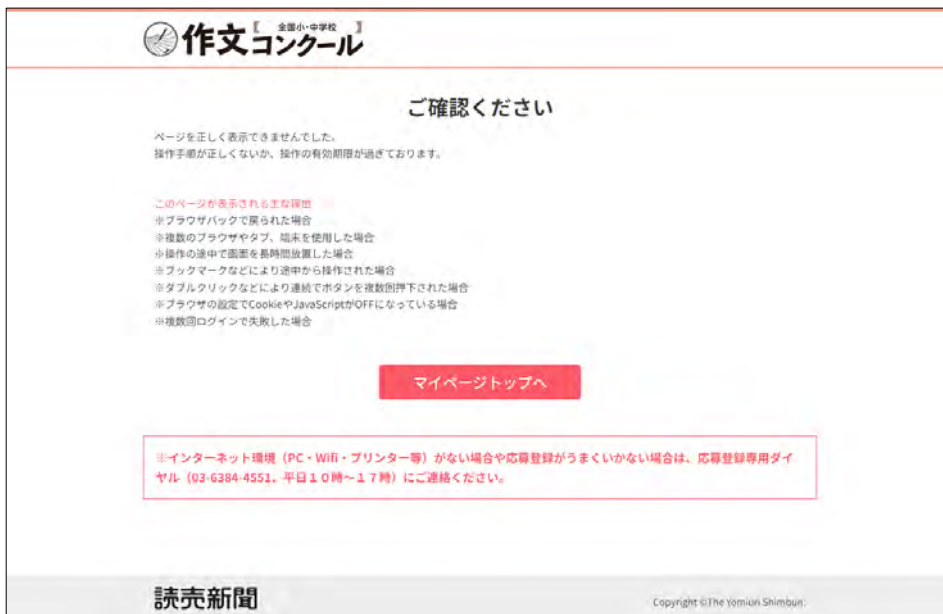 作文【全国小・中学校】コンクール
ご確認ください
ページを正しく表示できませんでした。
操作手順が正しくないか、操作の有効期限が過ぎております。
このページが表示される主な理由
※ブラウザバックで戻られた場合
※複数のブラウザやタブ、端末を使用した場合
※操作の途中で画面を長時間放置した場合
※ブックマークなどにより途中から操作された場合
※ダブルクリックなどにより連続でボタンを複数回押下された場合
※ブラウザの設定でCookieやJavaScriptがOFFになっている場合
※複数回ログインで失敗した場合
マイページトップへ
※インターネット環境（PC・Wifi・プリンター等）がない場合や応募登録がうまくいかない場合は、応募登録専用ダイ
ヤル（03-6384-4551、平日１０時～１７時）にご連絡ください。
読売新聞
Copyright ©The Yomiuri Shimbun.